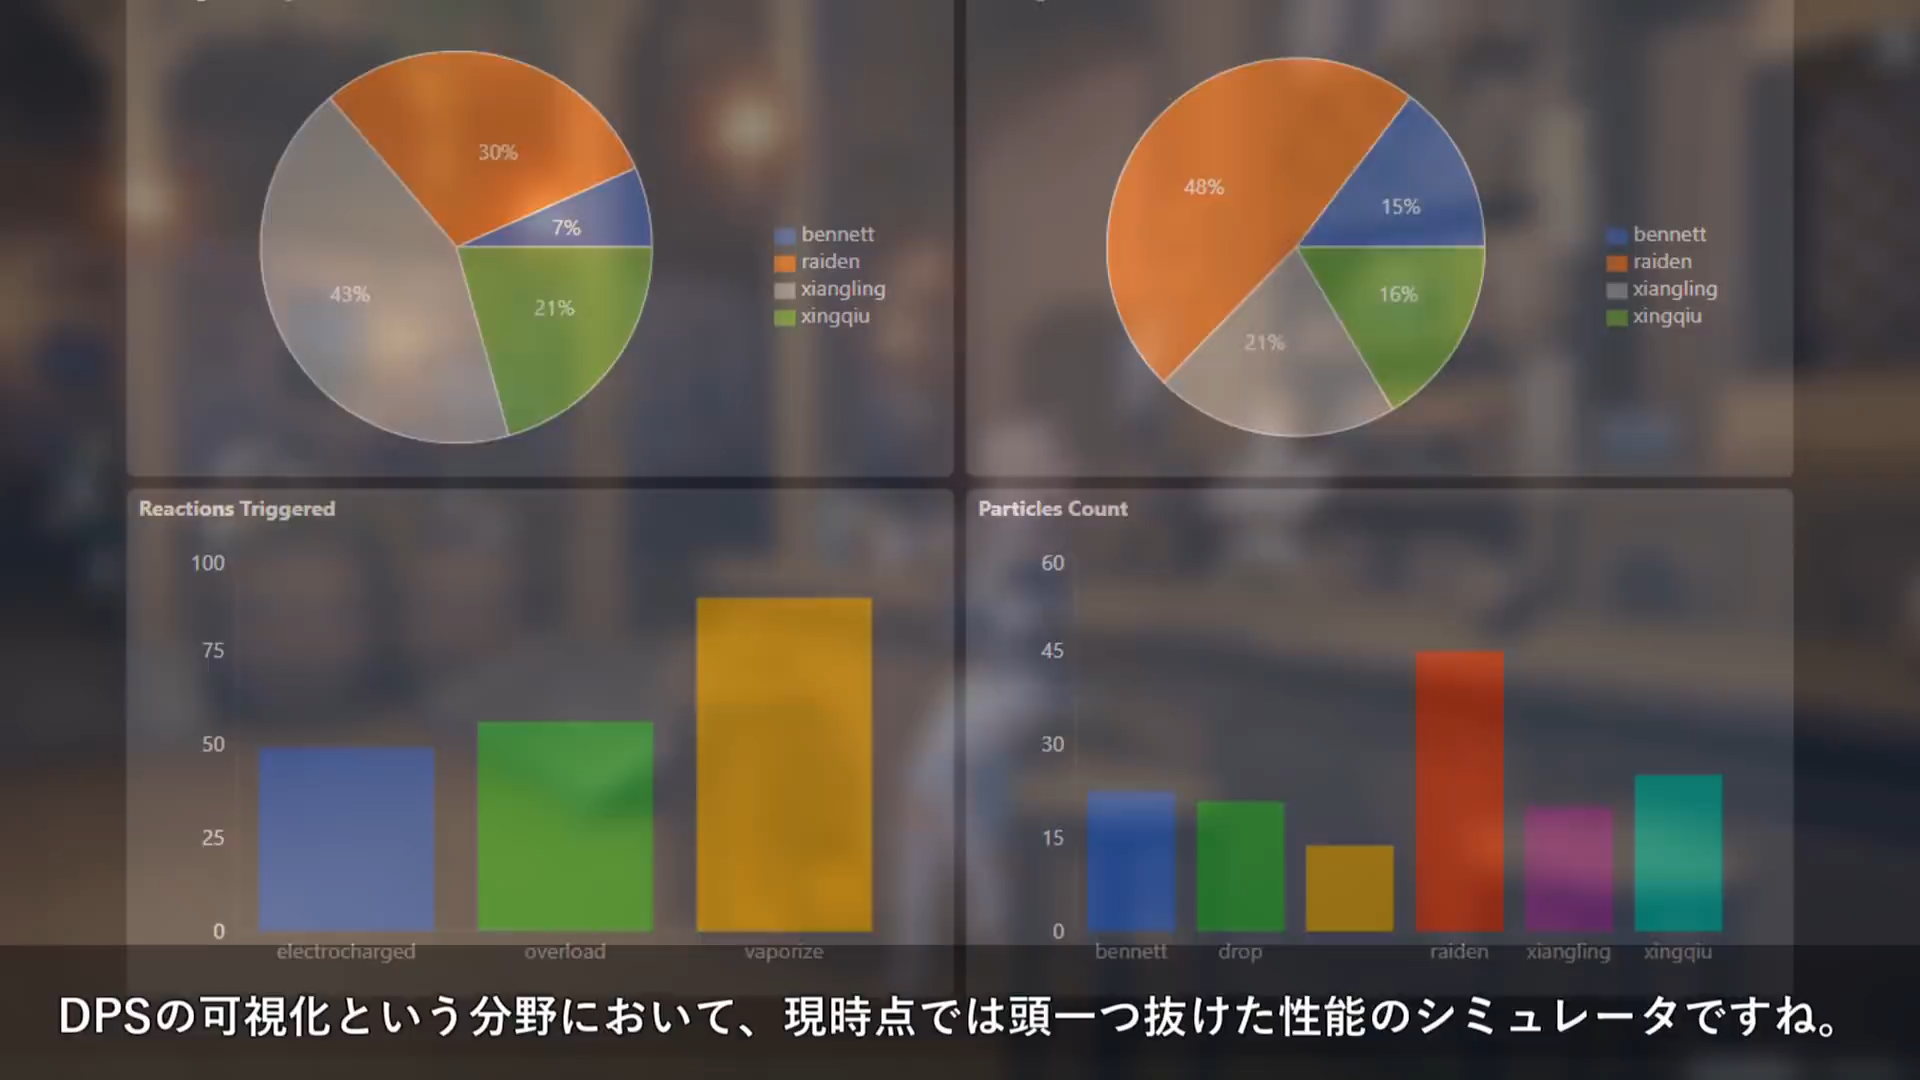 30%
7%
43%
21%
bennett
raiden
xiangling
xingqiu
48%
15%
21%
16%
bennett
raiden
xiangling
xingqiu
Reactions Triggered
100
75
50
25
0
electrocharged overload vaporize
Particles Count
60
45
30
15
0
bennett drop raiden xiangling xingqiu
DPSの可視化という分野において、現時点では頭一つ抜けた性能のシミュレータですね。